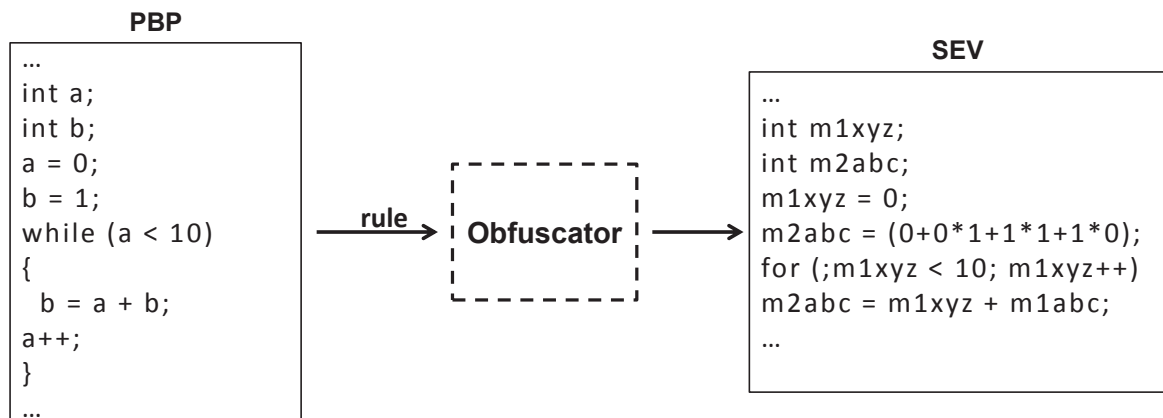 PBP
...
int a;
int b;
a = 0;
b = 1;
while (a < 10)
{
b = a + b;
a++;
}
...
rule
Obfuscator
SEV
...
int m1xyz;
int m2abc;
m1xyz = 0;
m2abc = (0+0*1+1*1+1*0);
for (;m1xyz < 10; m1xyz++)
m2abc = m1xyz + m1abc;
...